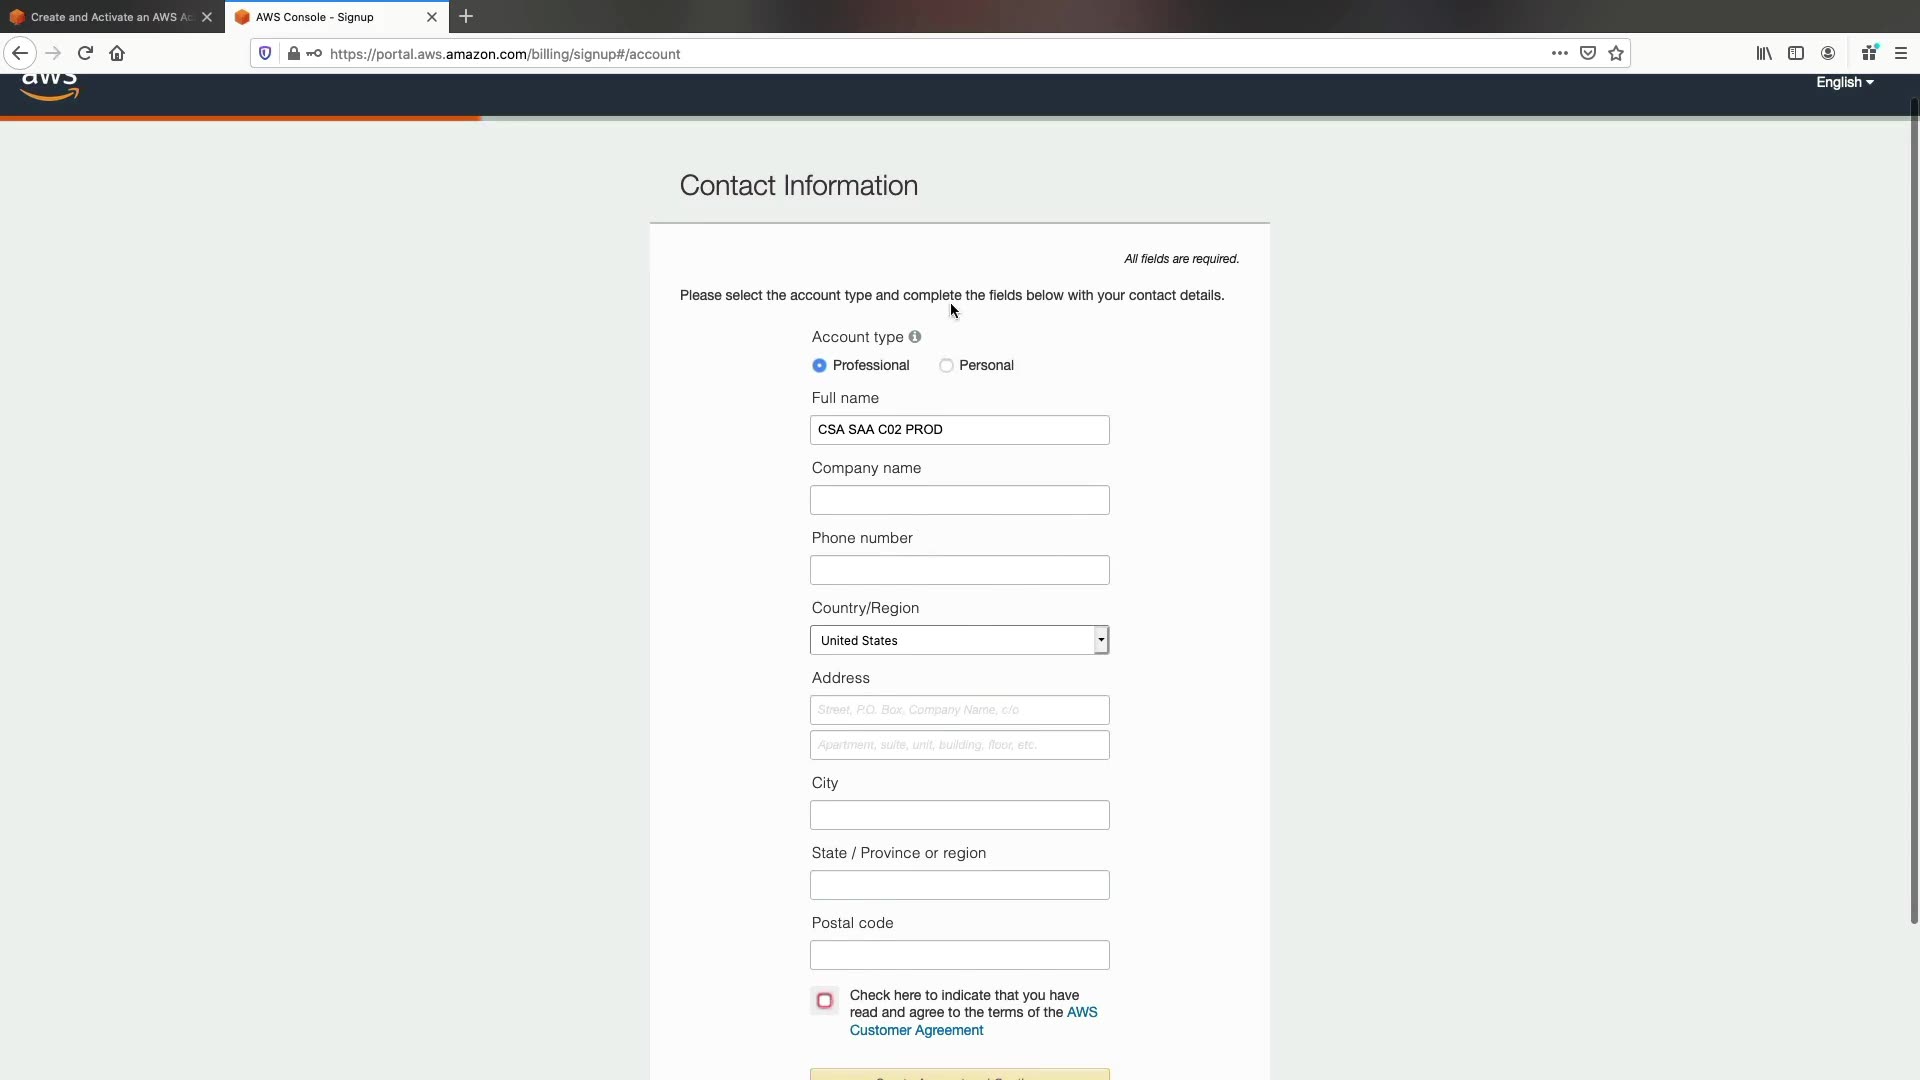 Create and Activate an AWS Ac
AWS Console - Signup
https://portal.aws.amazon.com/billing/signup#/account
aws
English
Contact Information
All fields are required.
Please select the account type and complete the fields below with your contact details.
Account type
Professional
Personal
Full name
CSA SAA C02 PROD
Company name
Phone number
Country/Region
United States
Address
Street, P.O. Box, Company Name, c/o
Apartment, suite, unit, building, floor, etc.
City
State / Province or region
Postal code
Check here to indicate that you have
read and agree to the terms of the AWS
Customer Agreement